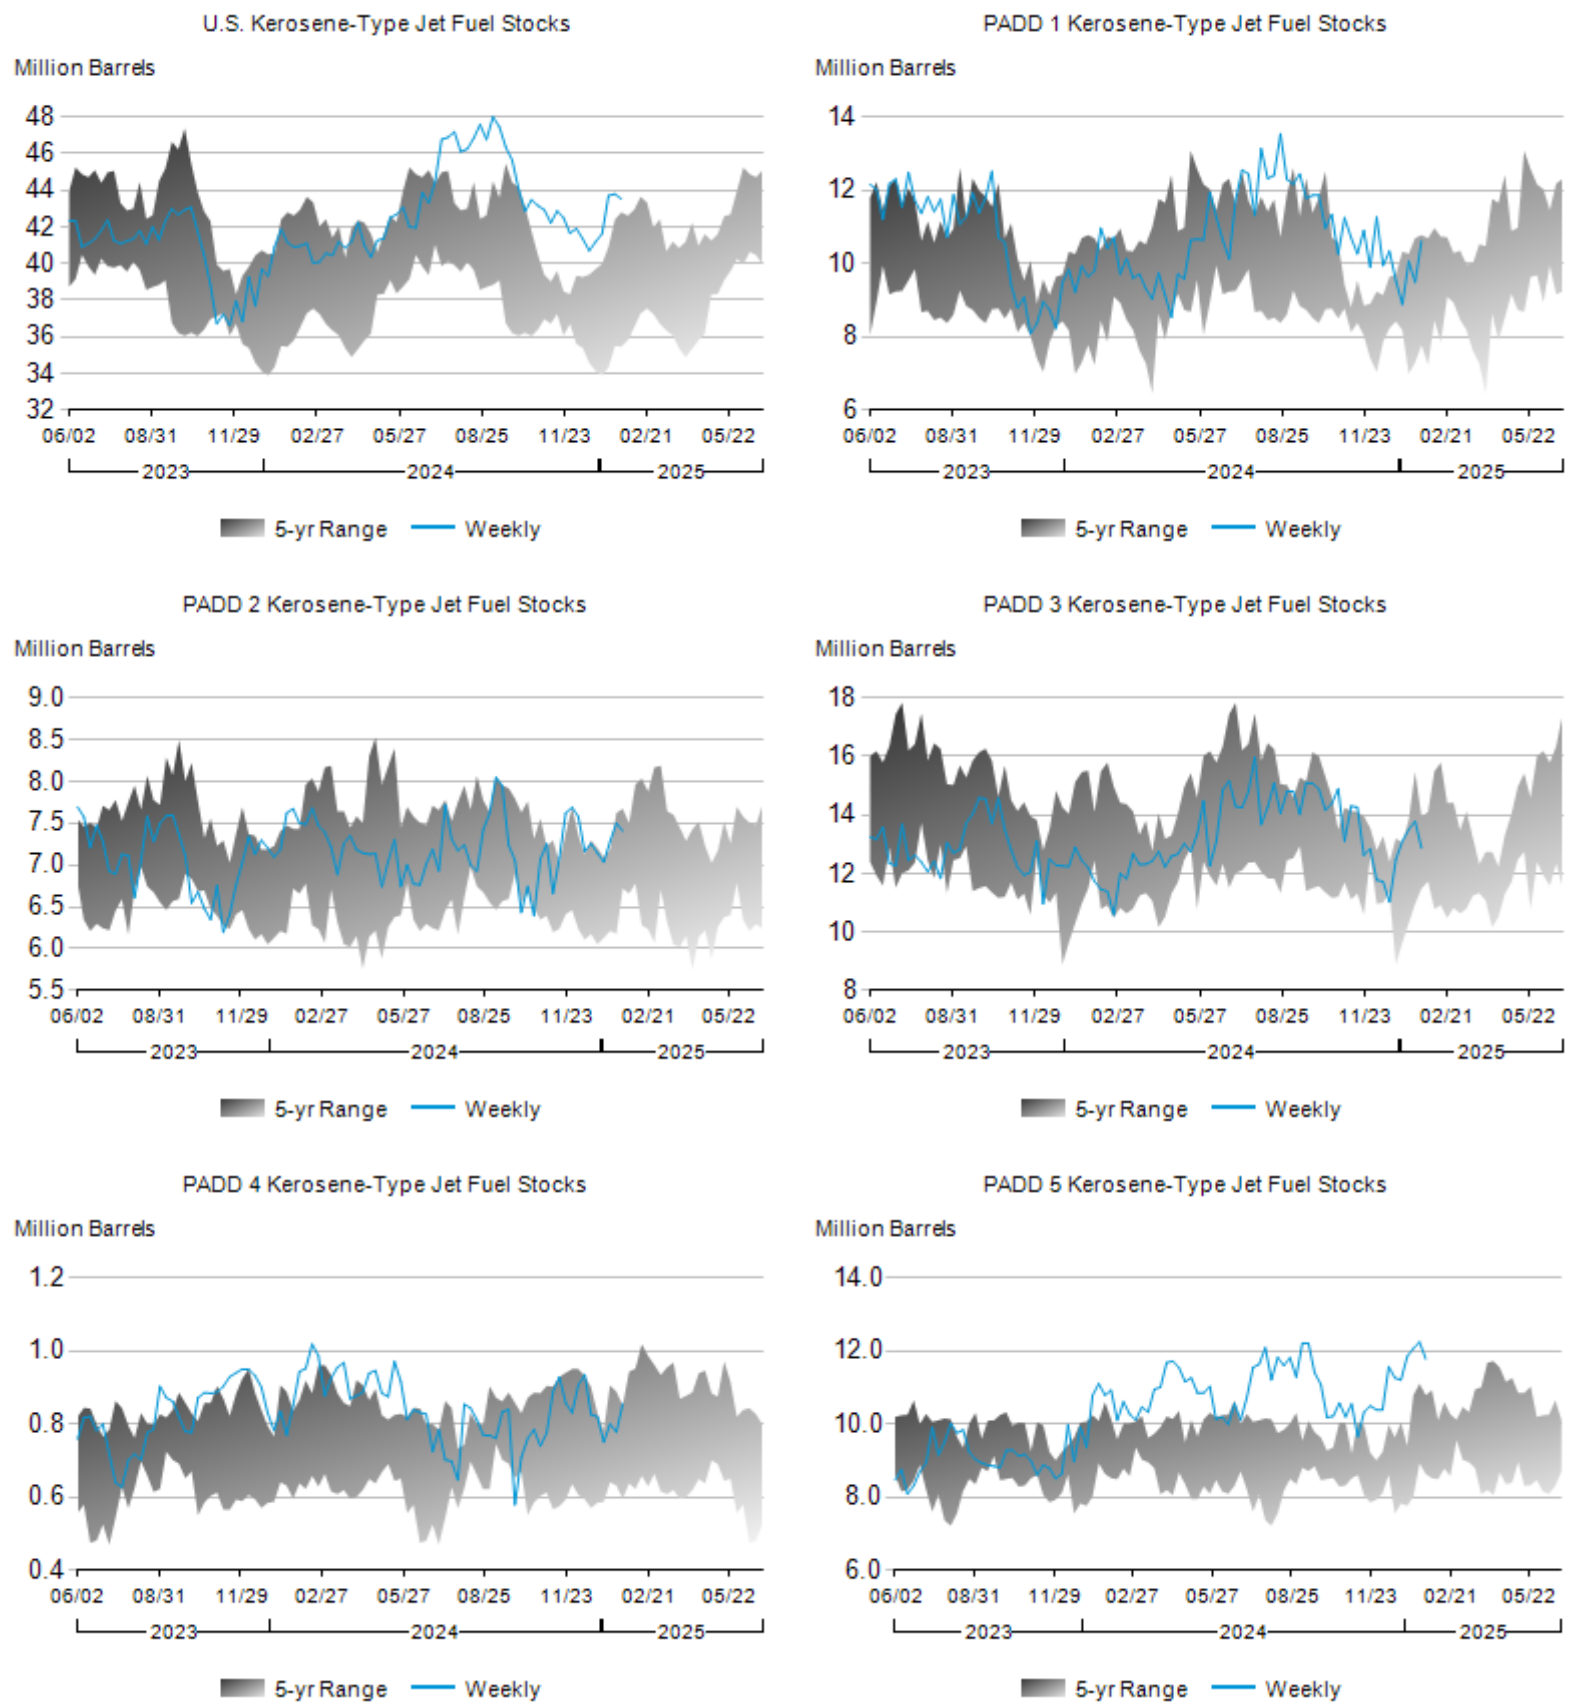 U.S. Kerosene-Type Jet Fuel Stocks
Million Barrels
48
46
44
42
40
38
36
34
32
06/02 08/31 11/29 02/27 05/27 08/25 11/23 02/21 05/22
2023 2024 2025
5-yr Range Weekly
PADD 1 Kerosene-Type Jet Fuel Stocks
Million Barrels
14
12
10
8
6
06/02 08/31 11/29 02/27 05/27 08/25 11/23 02/21 05/22
2023 2024 2025
5-yr Range Weekly
PADD 2 Kerosene-Type Jet Fuel Stocks
Million Barrels
9.0
8.5
8.0
7.5
7.0
6.5
6.0
5.5
06/02 08/31 11/29 02/27 05/27 08/25 11/23 02/21 05/22
2023 2024 2025
5-yr Range Weekly
PADD 3 Kerosene-Type Jet Fuel Stocks
Million Barrels
18
16
14
12
10
8
06/02 08/31 11/29 02/27 05/27 08/25 11/23 02/21 05/22
2023 2024 2025
5-yr Range Weekly
PADD 4 Kerosene-Type Jet Fuel Stocks
Million Barrels
1.2
1.0
0.8
0.6
0.4
06/02 08/31 11/29 02/27 05/27 08/25 11/23 02/21 05/22
2023 2024 2025
5-yr Range Weekly
PADD 5 Kerosene-Type Jet Fuel Stocks
Million Barrels
14.0
12.0
10.0
8.0
6.0
06/02 08/31 11/29 02/27 05/27 08/25 11/23 02/21 05/22
2023 2024 2025
5-yr Range Weekly